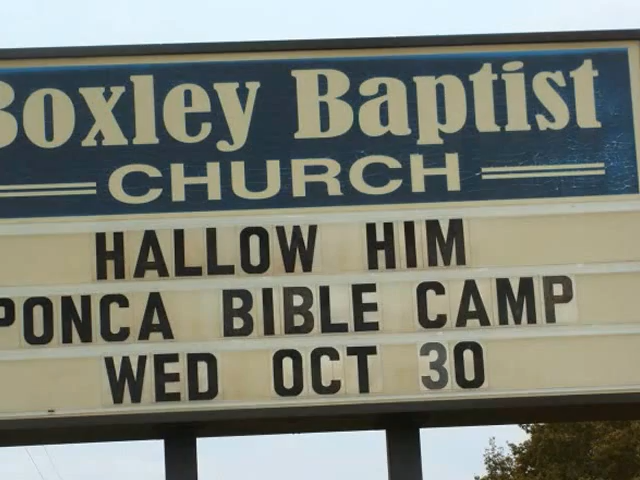 Boxley Baptist
CHURCH
HALLOW HIM
PONCA BIBLE CAMP
WED OCT 30